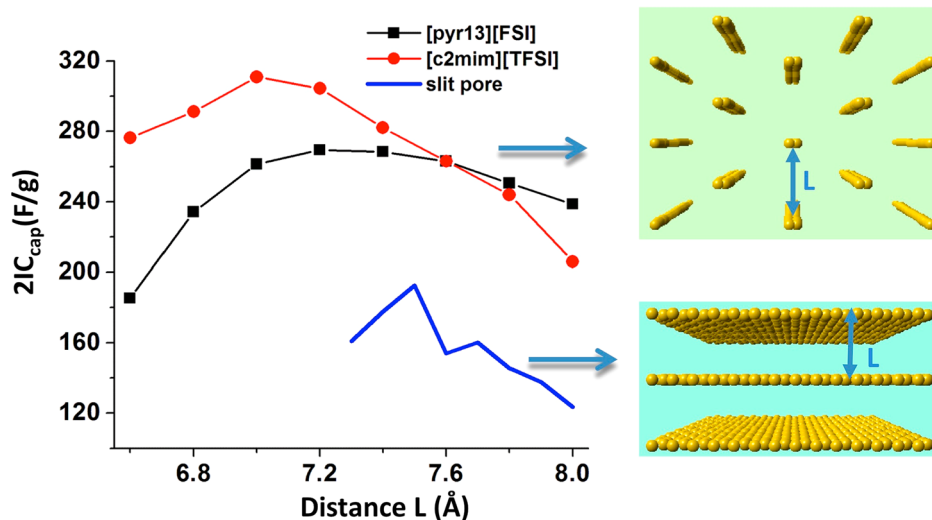 [pyr13][FSI]
[c2mim][TFSI]
slit pore
320
280
240
200
160
120
2IC_cap(F/g)
6.8
7.2
7.6
8.0
Distance L (Å)
L
L